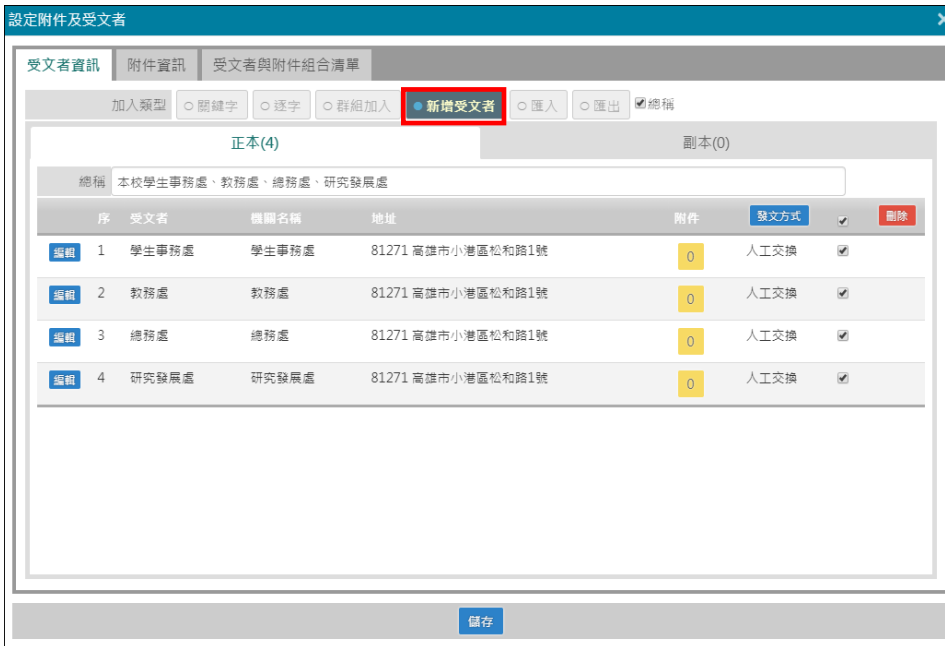 設定附件及受文者
受文者資訊 附件資訊 受文者與附件組合清單
加入類型 關鍵字 逐字 群組加入 新增受文者 匯入 匯出 總稱
正本(4) 副本(0)
總稱 本校學生事務處、教務處、總務處、研究發展處
序 受文者 機關名稱 地址 附件 發文方式 刪除
編輯 1 學生事務處 學生事務處 81271 高雄市小港區松和路1號 0 人工交換
編輯 2 教務處 教務處 81271 高雄市小港區松和路1號 0 人工交換
編輯 3 總務處 總務處 81271 高雄市小港區松和路1號 0 人工交換
編輯 4 研究發展處 研究發展處 81271 高雄市小港區松和路1號 0 人工交換
儲存